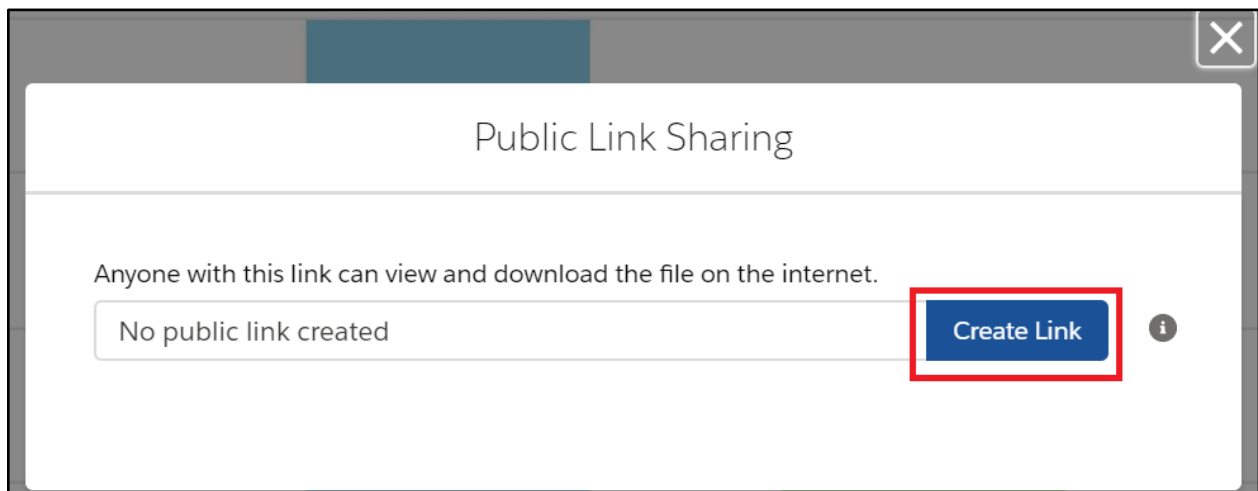 Public Link Sharing
Anyone with this link can view and download the file on the internet.
No public link created Create Link